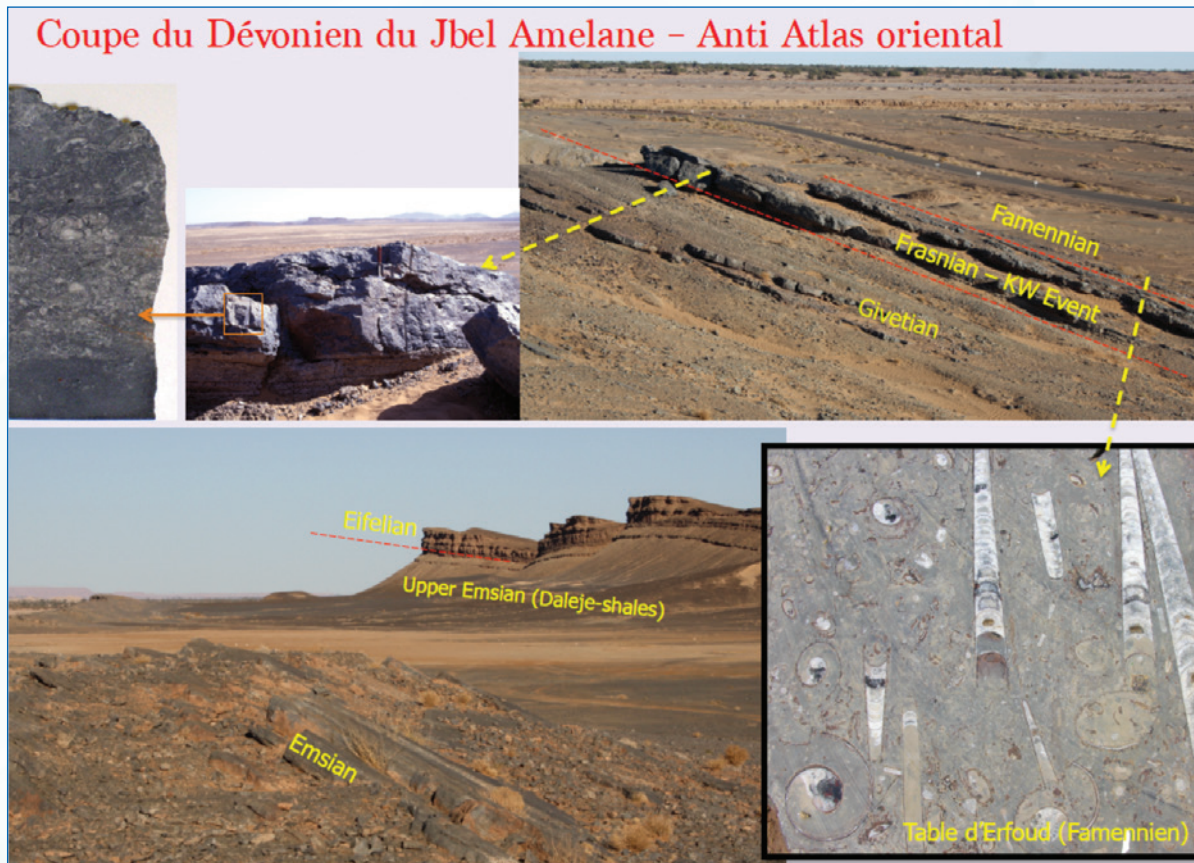 Coupe du Dévonien du Jbel Amelane – Anti Atlas oriental
Famennian
Frasnian – KW Event
Givetian
Eifelian
Upper Emsian (Daleje-shales)
Emsian
Table d'Erfoud (Famennien)